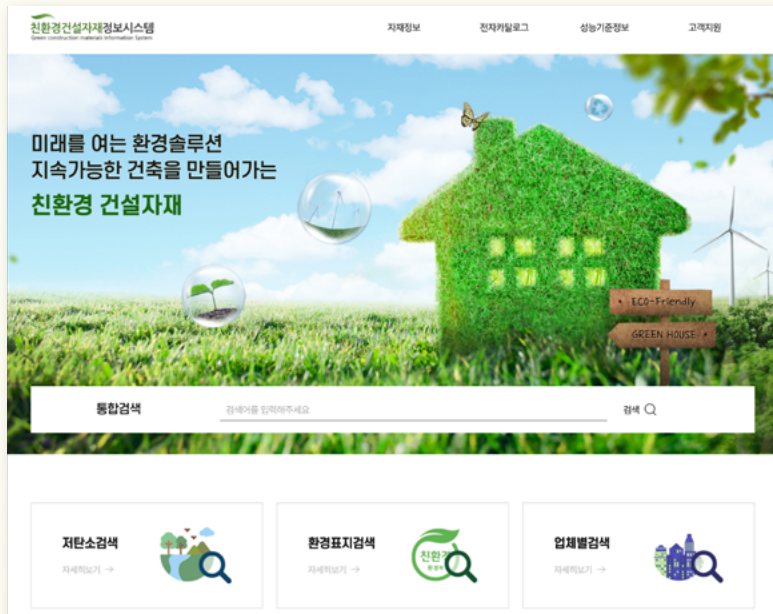 친환경건설자재정보시스템
Green construction materials Information System
자재정보 전자카탈로그 성능기준정보 고객지원
미래를 여는 환경솔루션
지속가능한 건축을 만들어가는
친환경 건설자재
ECO-Friendly
GREEN HOUSE
통합검색 검색어를 입력해주세요 검색
저탄소검색 환경표지검색 업체별검색
자세히보기 → 자세히보기 → 자세히보기 →